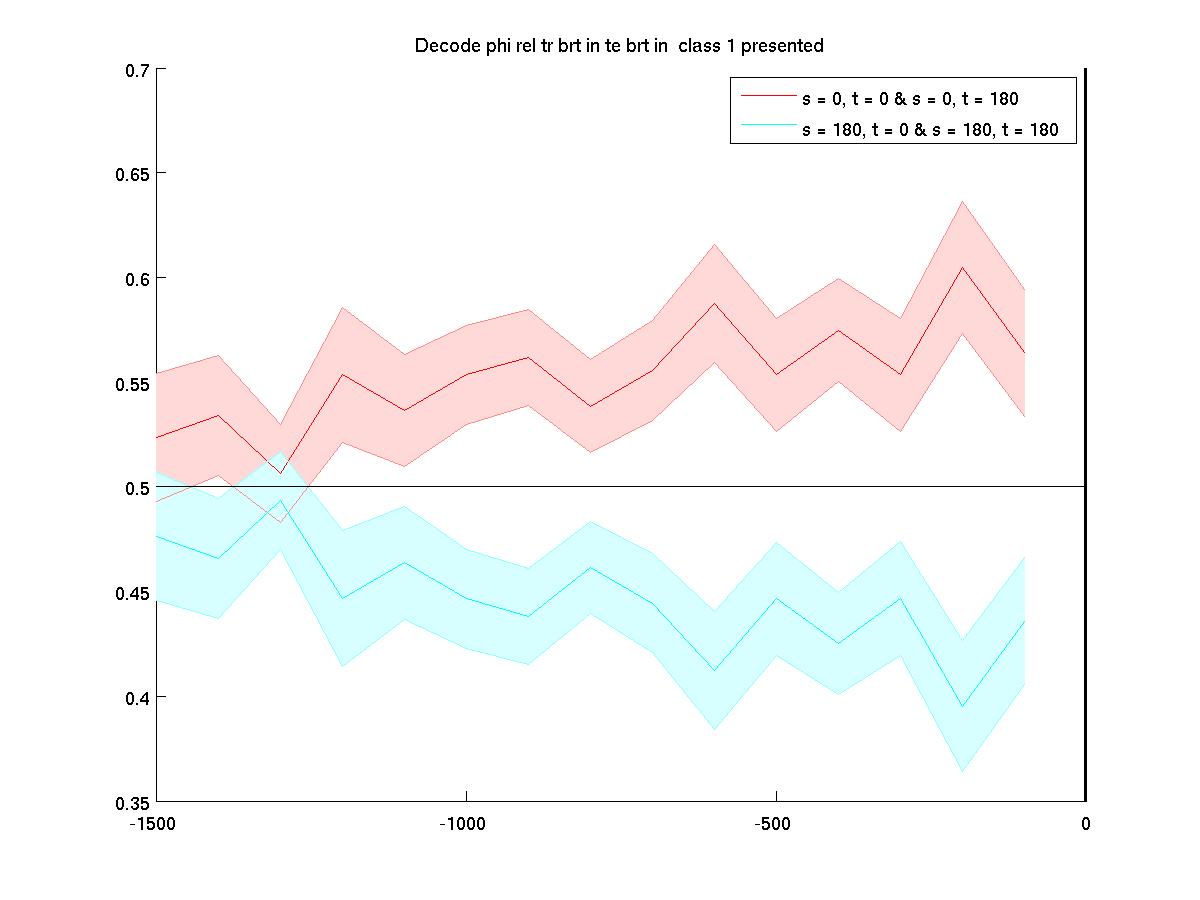 Decode phi rel tr brt in te brt in  class 1 presented
0.7
s = 0, t = 0 & s = 0, t = 180
s = 180, t = 0 & s = 180, t = 180
0.65
0.6
0.55
0.5
0.45
0.4
0.35
-1500 -1000 -500 0